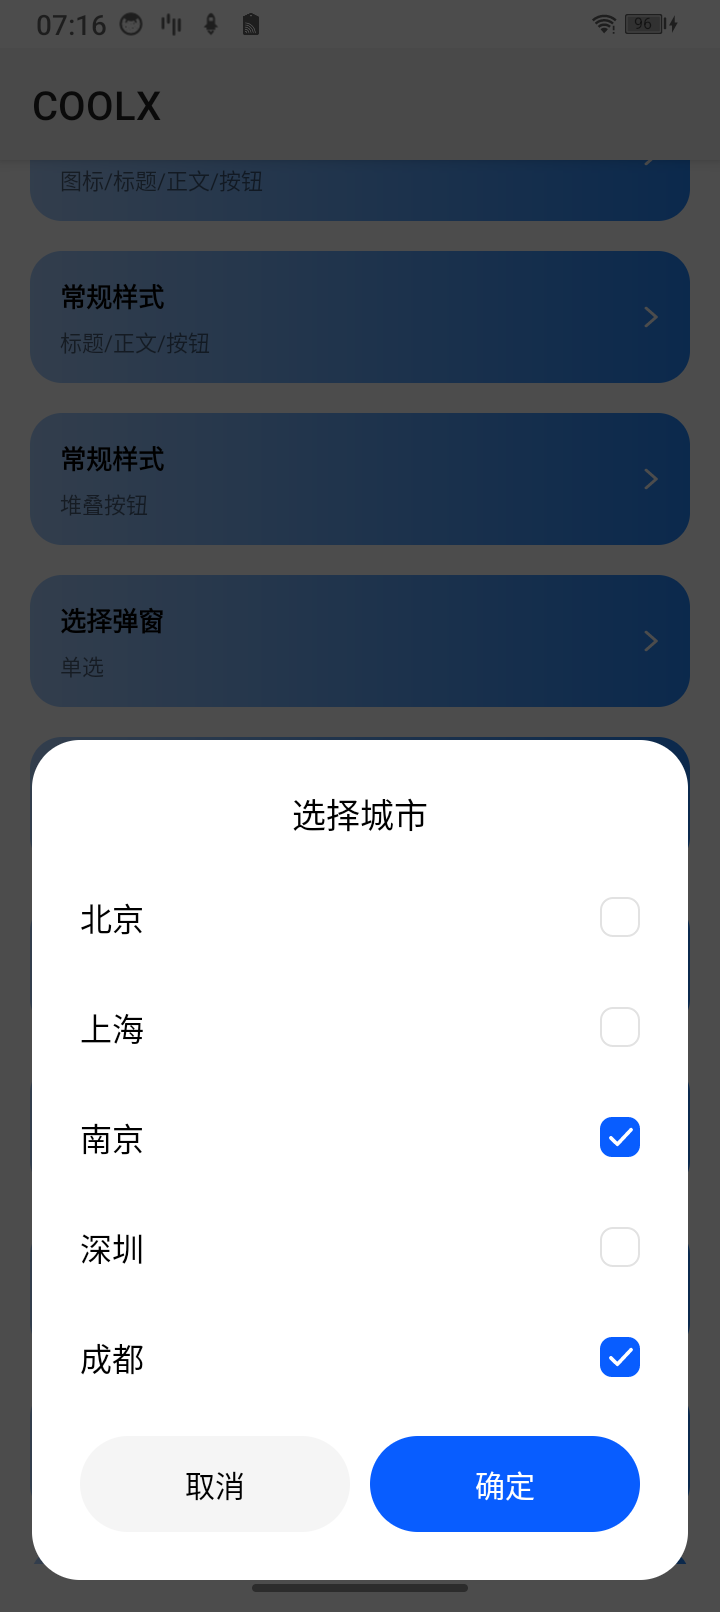 07:16
96
COOLX
图标/标题/正文/按钮
常规样式
标题/正文/按钮
常规样式
堆叠按钮
选择弹窗
单选
选择城市
北京
上海
南京
深圳
成都
取消
确定